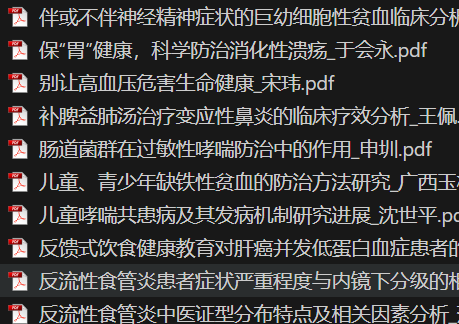 伴或不伴神经精神症状的巨幼细胞性贫血临床分析
保“胃”健康，科学防治消化性溃疡_于会永.pdf
别让高血压危害生命健康_宋玮.pdf
补脾益肺汤治疗变应性鼻炎的临床疗效分析_王佩.
肠道菌群在过敏性哮喘防治中的作用_申圳.pdf
儿童、青少年缺铁性贫血的防治方法研究_广西玉
儿童哮喘共患病及其发病机制研究进展_沈世平.pd
反馈式饮食健康教育对肝癌并发低蛋白血症患者的
反流性食管炎患者症状严重程度与内镜下分级的相
反流性食管炎中医证型分布特点及相关因素分析_